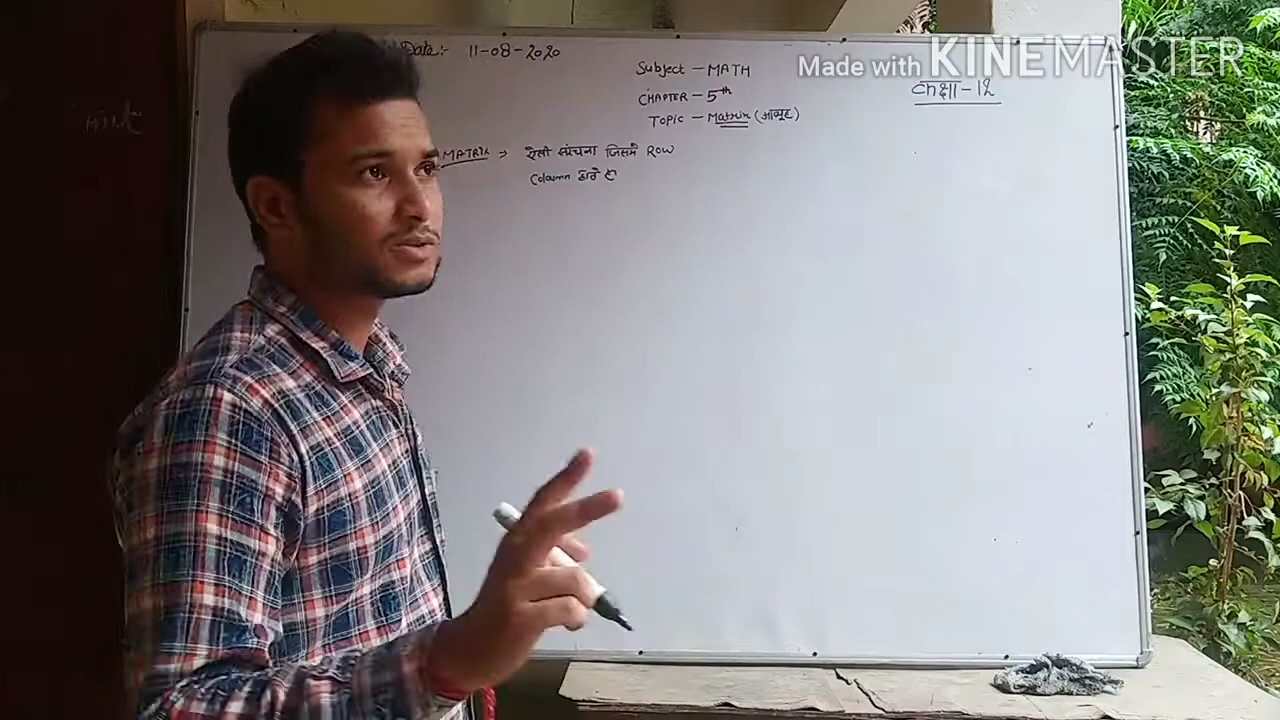 Date:- 11-08-2020
Subject - MATH
CHAPTER - 5th
Topic - Matrix (आव्यूह)
कक्षा - 12
MATRIX => ऐसी संरचना जिसमें ROW
Column होते है
Made with KINEMASTER